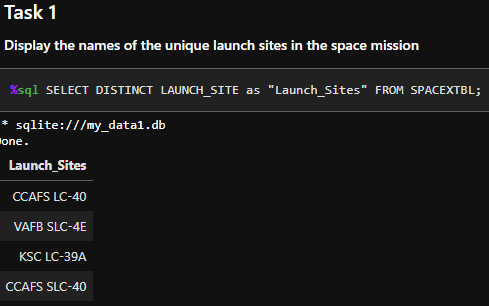 Task 1
Display the names of the unique launch sites in the space mission
%sql SELECT DISTINCT LAUNCH_SITE as "Launch_Sites" FROM SPACEXTBL;
* sqlite:///my_data1.db
one.
Launch_Sites
CCAFS LC-40
VAFB SLC-4E
KSC LC-39A
CCAFS SLC-40